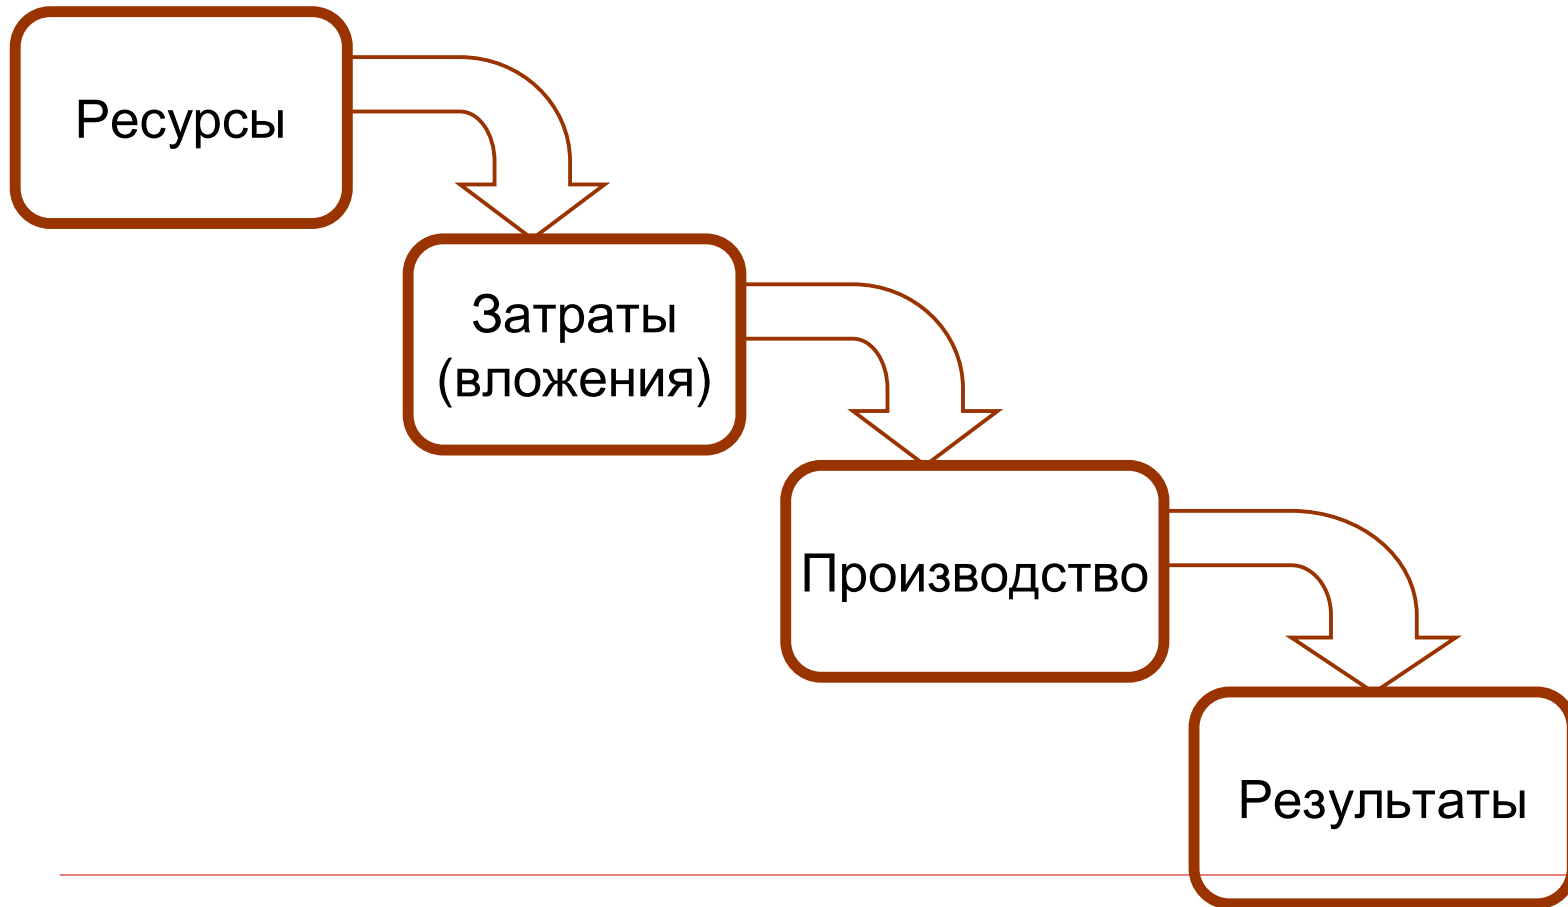 Ресурсы
Затраты
(вложения)
Производство
Результаты